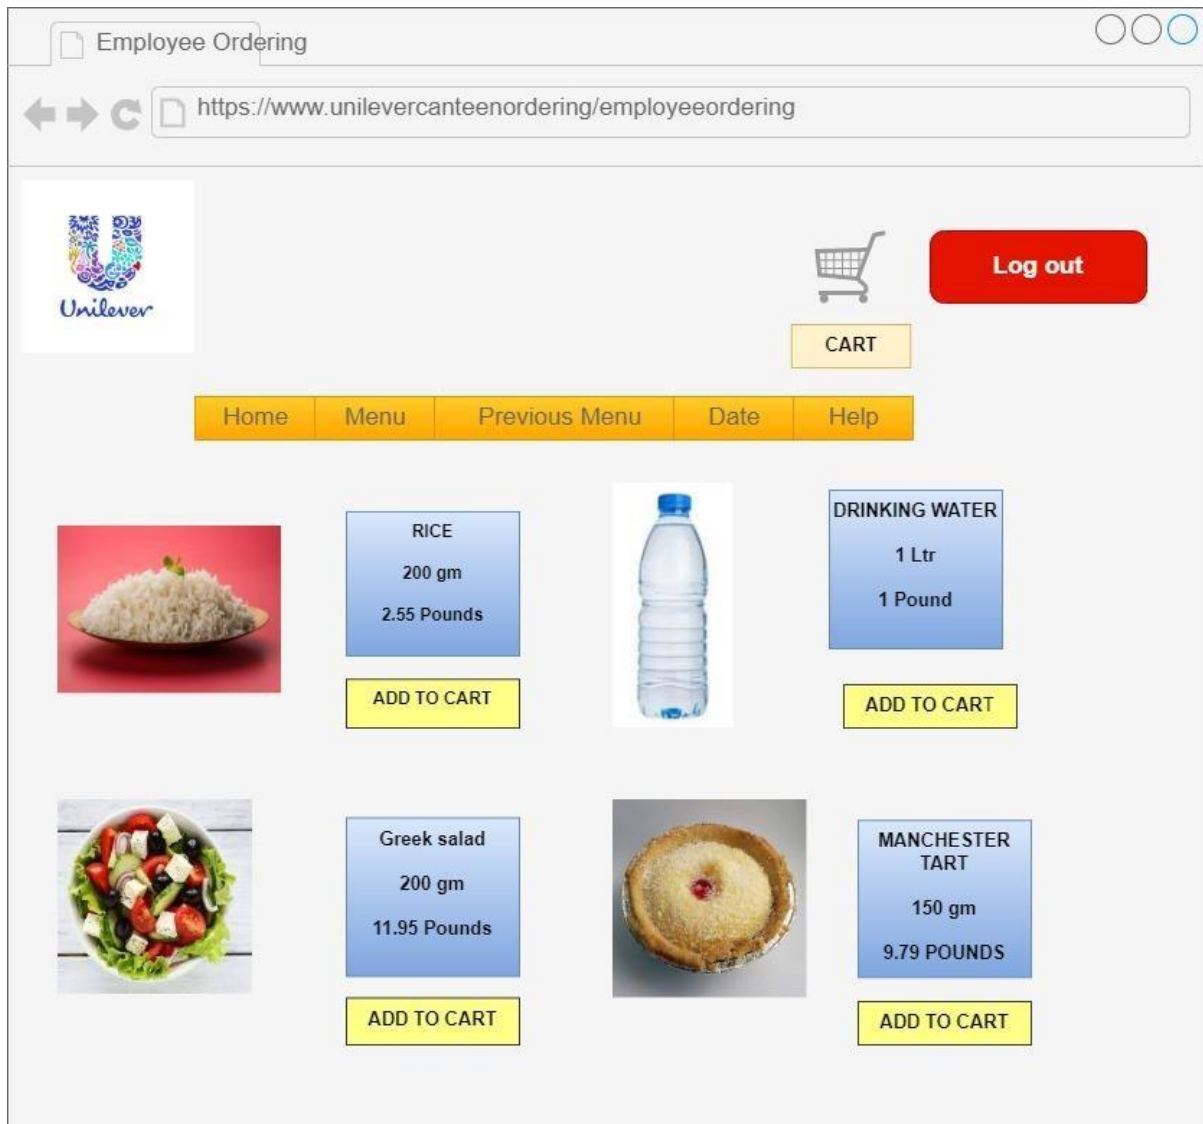 Employee Ordering
https://www.unilevercanteenordering/employeeordering
Unilever
Log out
CART
Home Menu Previous Menu Date Help
RICE
200 gm
2.55 Pounds
ADD TO CART
DRINKING WATER
1 Ltr
1 Pound
ADD TO CART
Greek salad
200 gm
11.95 Pounds
ADD TO CART
MANCHESTER
TART
150 gm
9.79 POUNDS
ADD TO CART